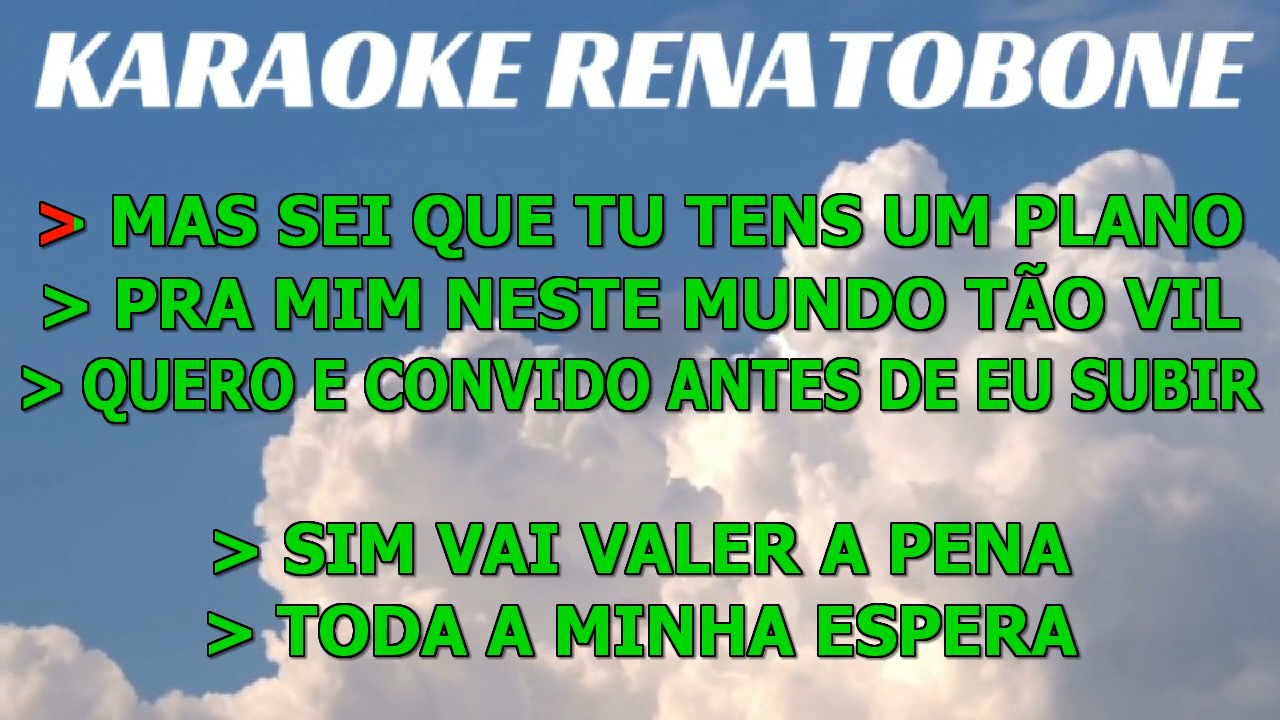 KARAOKE RENATOBONE
> MAS SEI QUE TU TENS UM PLANO
> PRA MIM NESTE MUNDO TÃO VIL
> QUERO E CONVIDO ANTES DE EU SUBIR
> SIM VAI VALER A PENA
> TODA A MINHA ESPERA